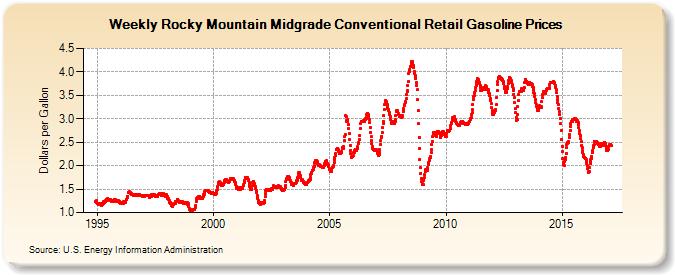 Weekly Rocky Mountain Midgrade Conventional Retail Gasoline Prices
Dollars per Gallon
4.5
4.0
3.5
3.0
2.5
2.0
1.5
1.0
1995 2000 2005 2010 2015
Source: U.S. Energy Information Administration